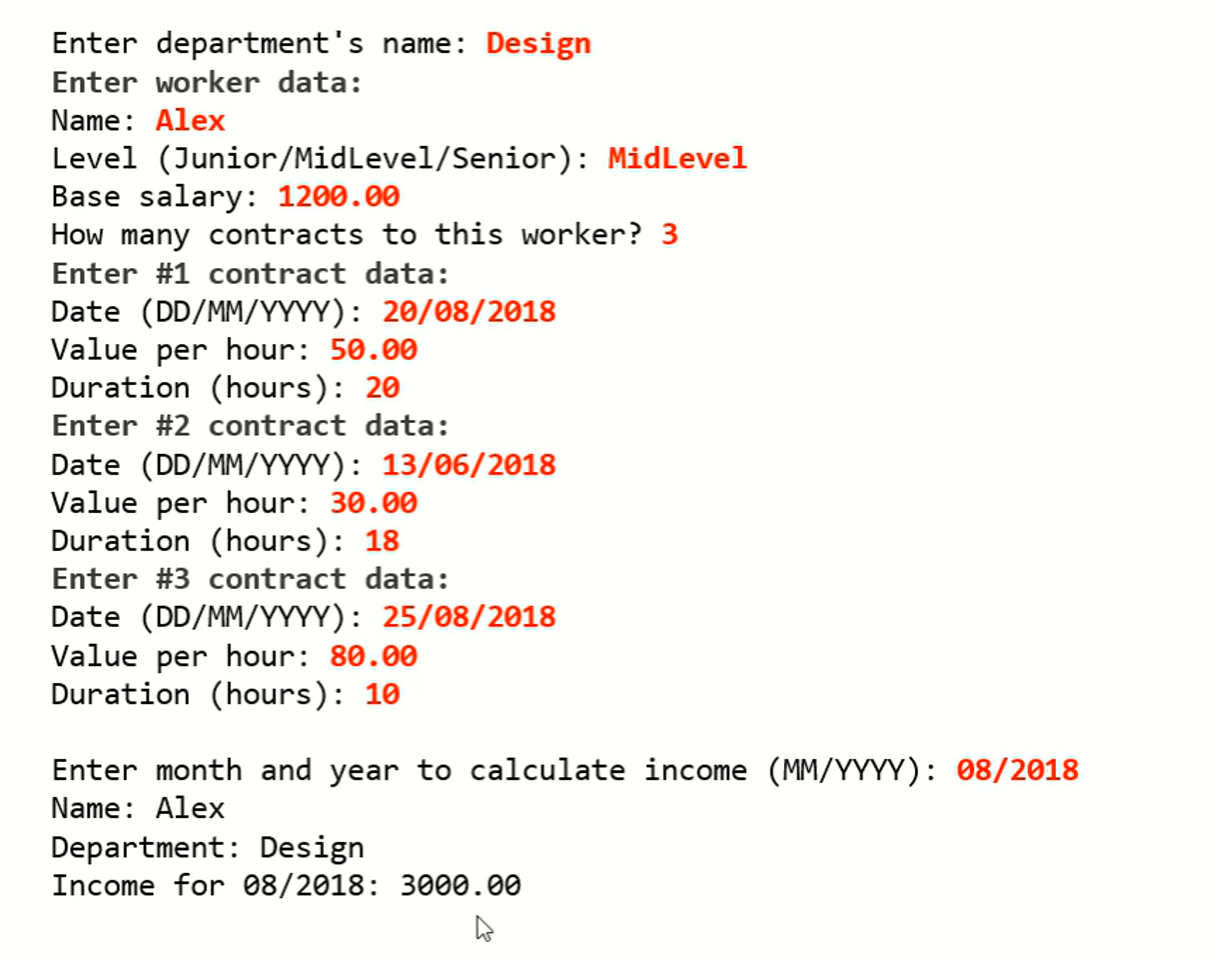 Enter department's name: Design
Enter worker data:
Name: Alex
Level (Junior/MidLevel/Senior): MidLevel
Base salary: 1200.00
How many contracts to this worker? 3
Enter #1 contract data:
Date (DD/MM/YYYY): 20/08/2018
Value per hour: 50.00
Duration (hours): 20
Enter #2 contract data:
Date (DD/MM/YYYY): 13/06/2018
Value per hour: 30.00
Duration (hours): 18
Enter #3 contract data:
Date (DD/MM/YYYY): 25/08/2018
Value per hour: 80.00
Duration (hours): 10
Enter month and year to calculate income (MM/YYYY): 08/2018
Name: Alex
Department: Design
Income for 08/2018: 3000.00